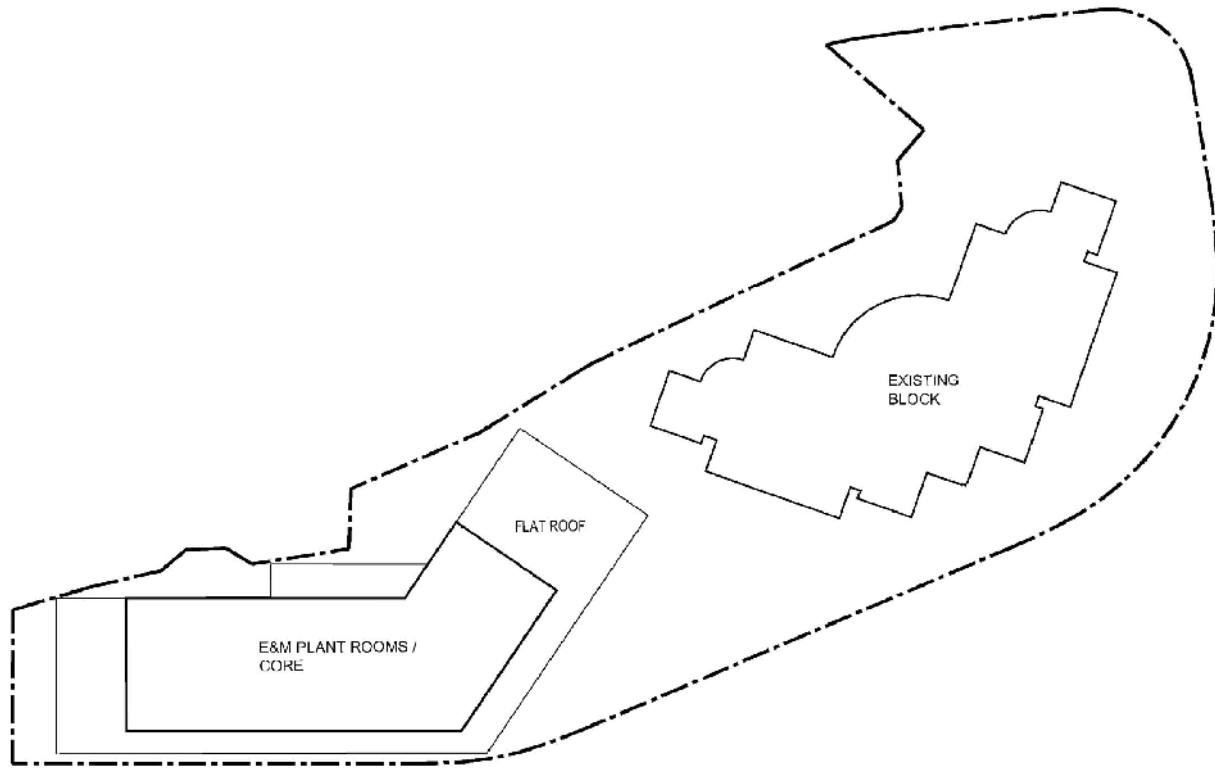 EXISTING
BLOCK
FLAT ROOF
E&M PLANT ROOMS /
CORE